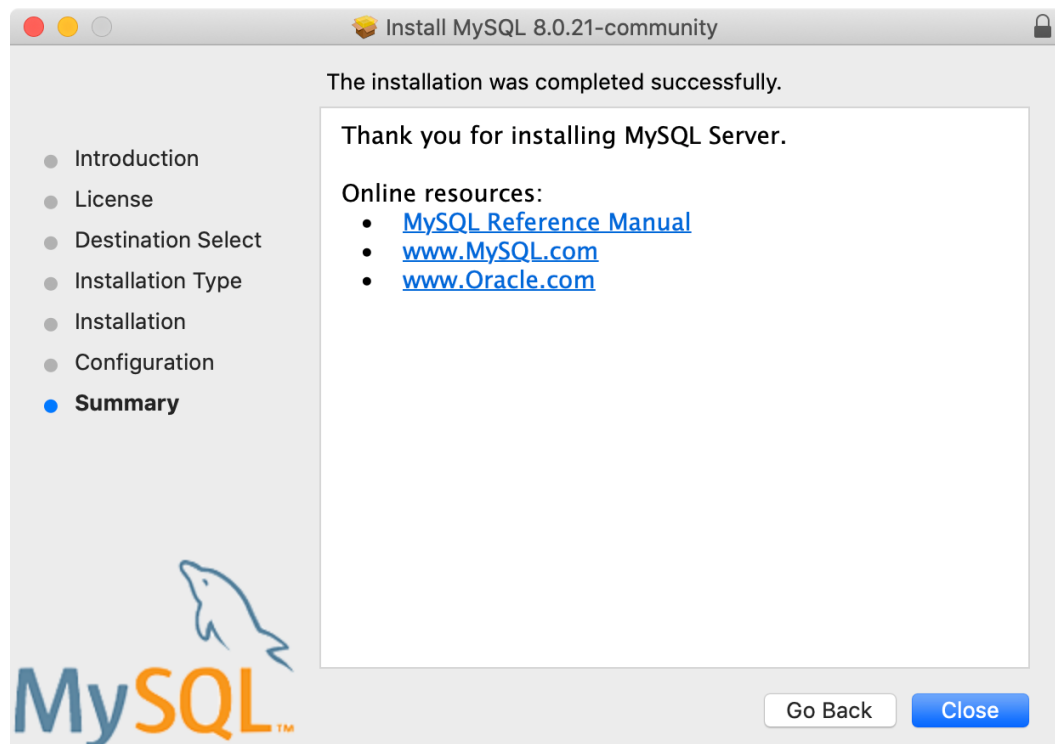 Install MySQL 8.0.21-community
The installation was completed successfully.
Introduction
License
Destination Select
Installation Type
Installation
Configuration
Summary
Thank you for installing MySQL Server.
Online resources:
• MySQL Reference Manual
• www.MySQL.com
• www.Oracle.com
MySQL™
Go Back
Close